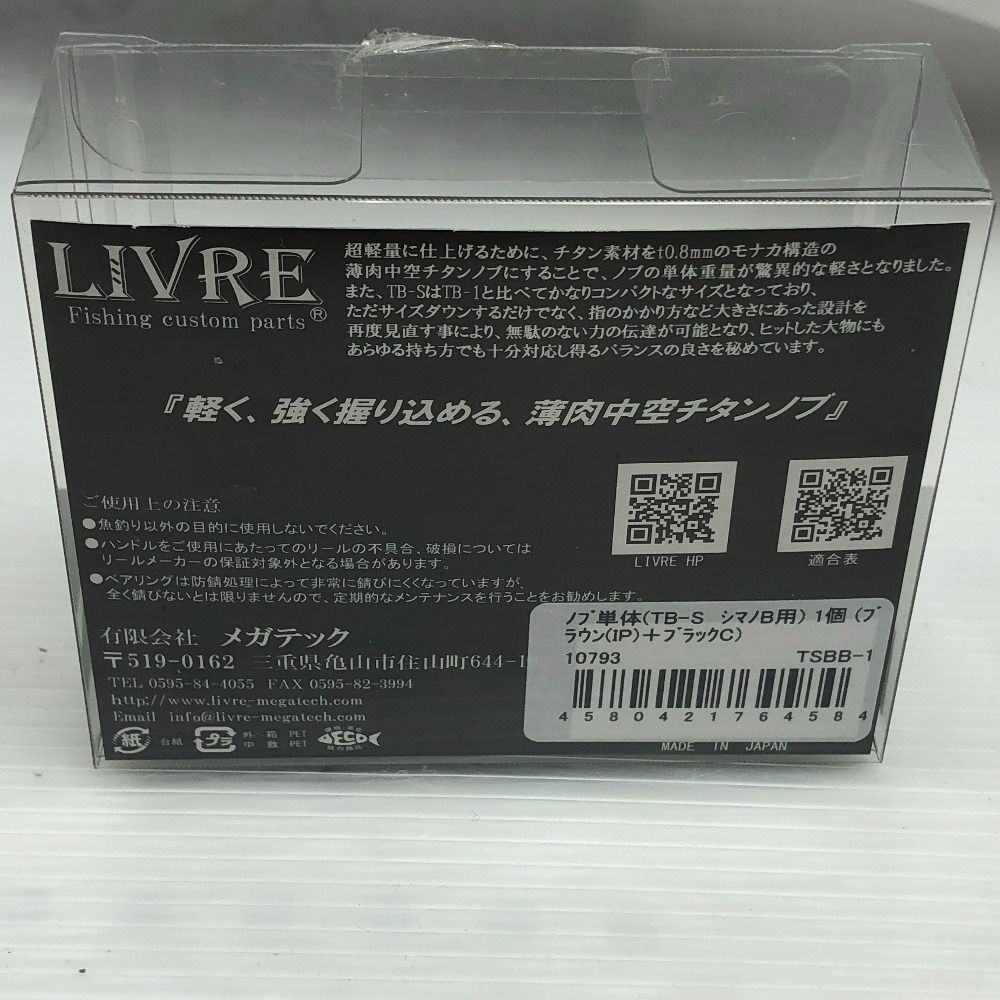 LIVRE
Fishing custom parts®
超軽量に仕上げるために、チタン素材をt0.8mmのモナカ構造の
薄肉中空チタンノブにすることで、ノブの単体重量が驚異的な軽さとなりました。
また、TB-SはTB-1と比べてかなりコンパクトなサイズとなっており、
ただサイズダウンするだけでなく、指のかかり方など大きさにあった設計を
再度見直す事により、無駄のない力の伝達が可能となり、ヒットした大物にも
あらゆる持ち方でも十分対応し得るバランスの良さを秘めています。
『軽く、強く握り込める、薄肉中空チタンノブ』
ご使用上の注意
●魚釣り以外の目的に使用しないでください。
●ハンドルをご使用にあたってのリールの不具合、破損については
リールメーカーの保証対象外となる場合があります。
●ベアリングは防錆処理によって非常に錆びにくくなっていますが、
全く錆びないとは限りませんので、定期的なメンテナンスを行うことをお勧めします。
LIVRE HP
適合表
有限会社 メガテック
〒519-0162 三重県亀山市住山町644-1
TEL 0595-84-4055 FAX 0595-82-3994
http://www.livre-megatech.com
Email info@livre-megatech.com
紙 台紙 プラ 外箱 PET
中敷 PET
ECO
ﾉﾌﾞ単体(TB-S ｼﾏﾉB用) 1個 (ﾌﾞ
ﾗｳﾝ(IP)＋ﾌﾞﾗｯｸC)
10793 TSBB-1
4580421764584
MADE IN JAPAN